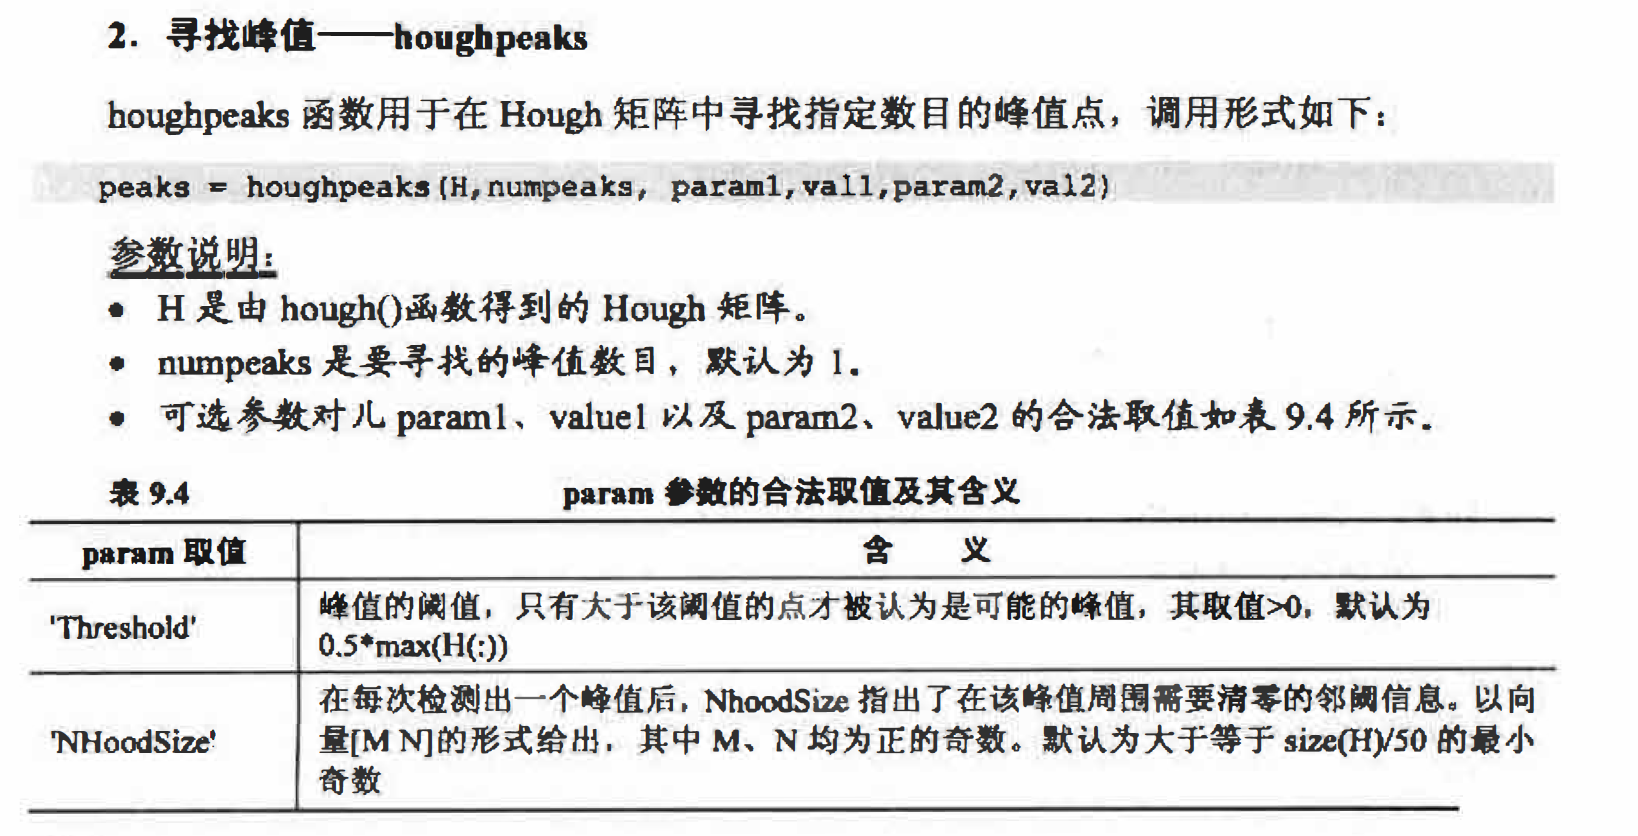 2. 寻找峰值——houghpeaks
houghpeaks 函数用于在 Hough 矩阵中寻找指定数目的峰值点，调用形式如下：
peaks = houghpeaks(H,numpeaks, param1,val1,param2,val2)
参数说明：
● H 是由 hough()函数得到的 Hough 矩阵。
● numpeaks 是要寻找的峰值数目，默认为 1。
● 可选参数对儿 param1、value1 以及 param2、value2 的合法取值如表 9.4 所示。
表 9.4 param 参数的合法取值及其含义
param 取值 含 义
'Threshold' 峰值的阈值，只有大于该阈值的点才被认为是可能的峰值，其取值>0，默认为
0.5*max(H(:))
在每次检测出一个峰值后，NhoodSize 指出了在该峰值周围需要清零的邻阈信息。以向
'NHoodSize' 量[M N]的形式给出，其中 M、N 均为正的奇数。默认为大于等于 size(H)/50 的最小
奇数